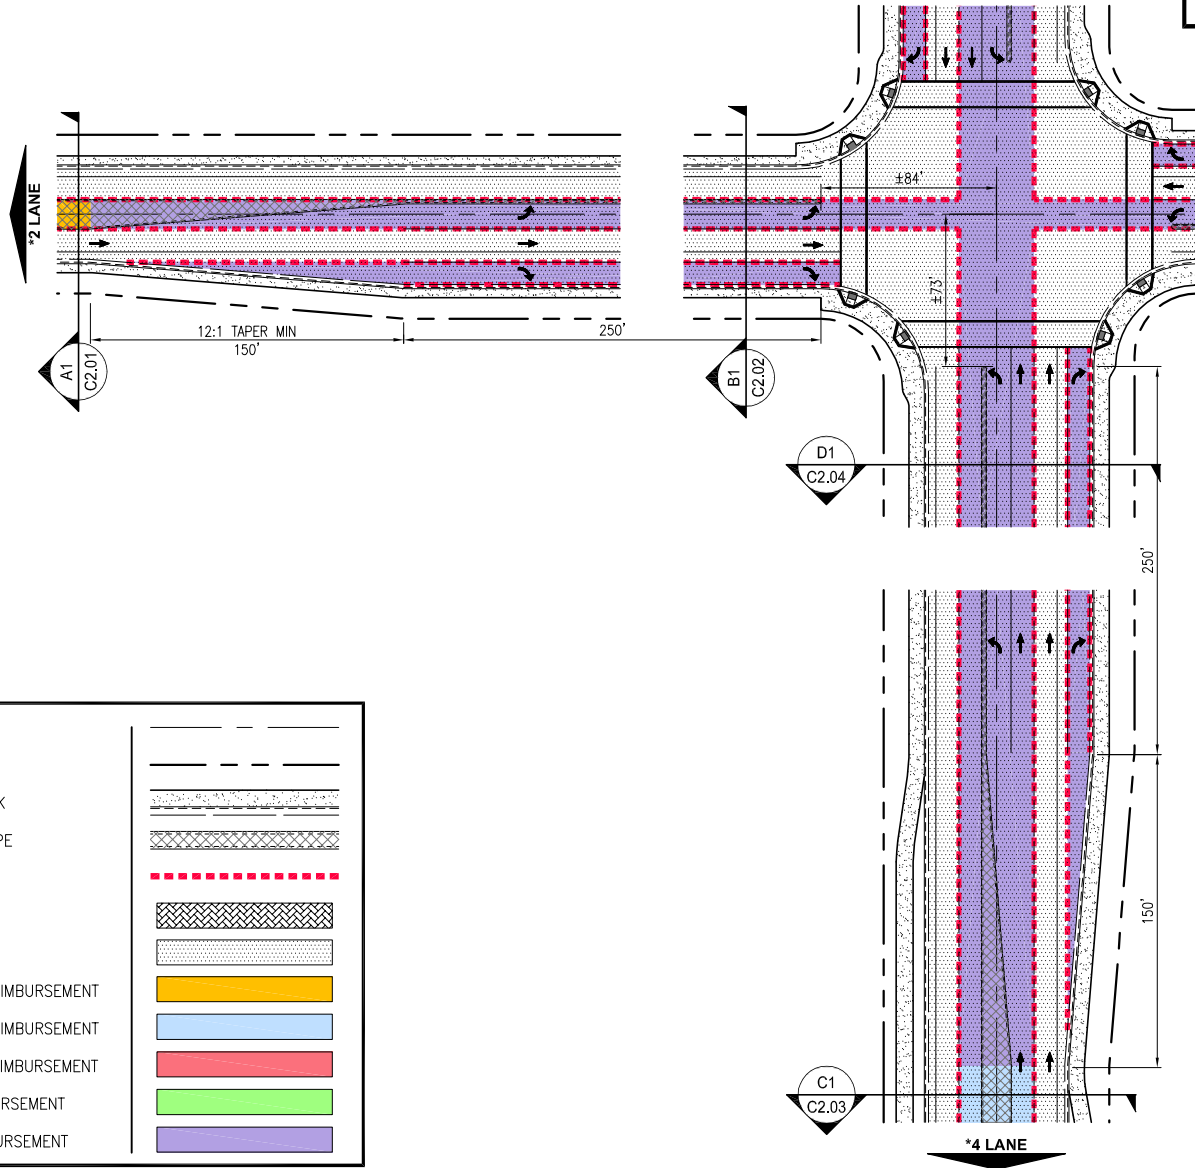 ±84'
*2 LANE
±73'
12:1 TAPER MIN
150'
250'
A1
C2.01
B1
C2.02
D1
C2.04
250'
150'
K
PE
IMBURSEMENT
IMBURSEMENT
IMBURSEMENT
RSEMENT
URSEMENT
C1
C2.03
*4 LANE